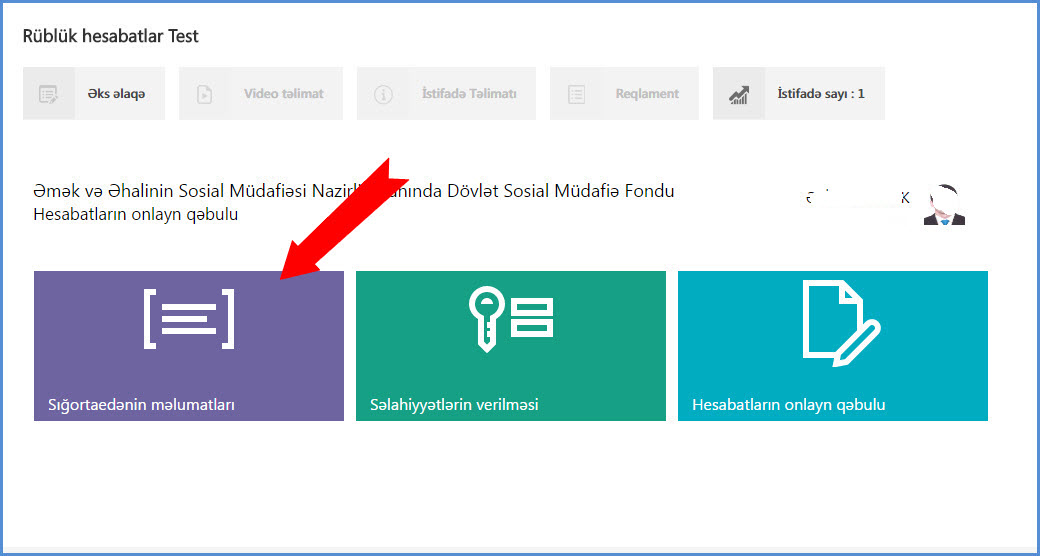 Rüblük hesabatlar Test
Əks əlaqə
Video təlimat
İstifadə Təlimatı
Reqlament
İstifadə sayı : 1
Əmək və Əhalinin Sosial Müdafiəsi Dövlət Sosial Müdafiə Fondu
Hesabatların onlayn qəbulu
Sığortaedənin məlumatları
Səlahiyyətlərin verilməsi
Hesabatların onlayn qəbulu